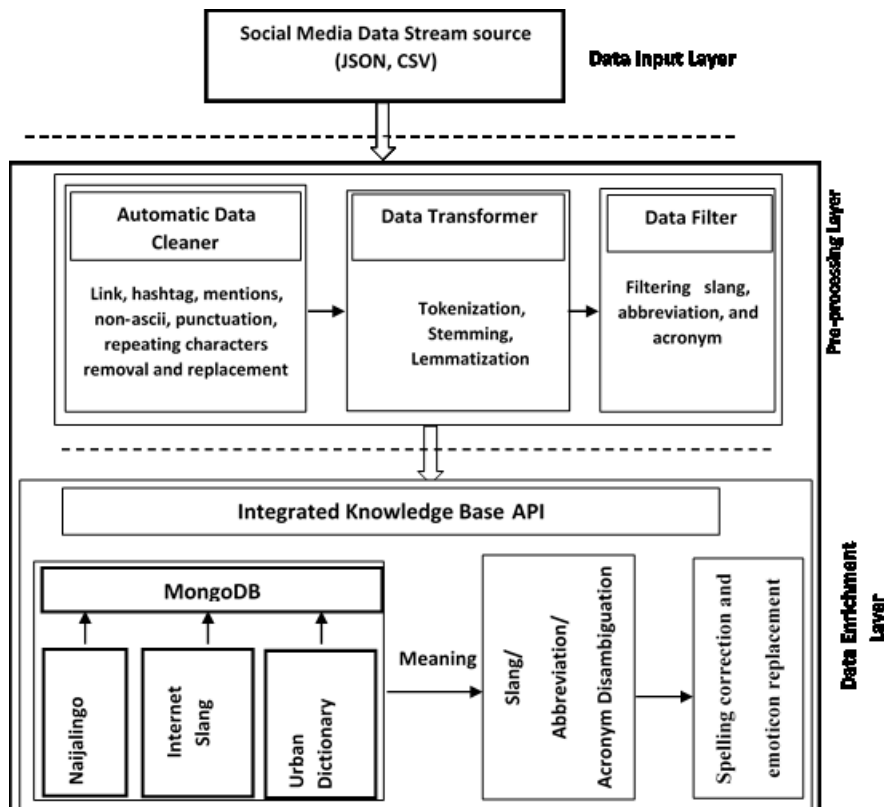 Social Media Data Stream source
(JSON, CSV)
Data Input Layer
Automatic Data
Cleaner
Link, hashtag, mentions,
non-ascii, punctuation,
repeating characters
removal and replacement
Data Transformer
Tokenization,
Stemming,
Lemmatization
Data Filter
Filtering slang,
abbreviation, and
acronym
Pre-processing Layer
Integrated Knowledge Base API
MongoDB
Naijalingo
Internet
Slang
Urban
Dictionary
Meaning
Slang/
Abbreviation/
Acronym Disambiguation
Spelling correction and
emoticon replacement
Data Enrichment
Layer